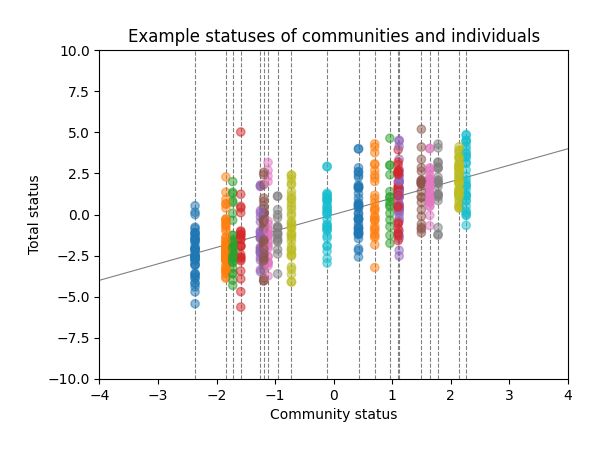 Example statuses of communities and individuals
10.0
7.5
5.0
2.5
0.0
−2.5
−5.0
−7.5
−10.0
Total status
−4 −3 −2 −1 0 1 2 3 4
Community status